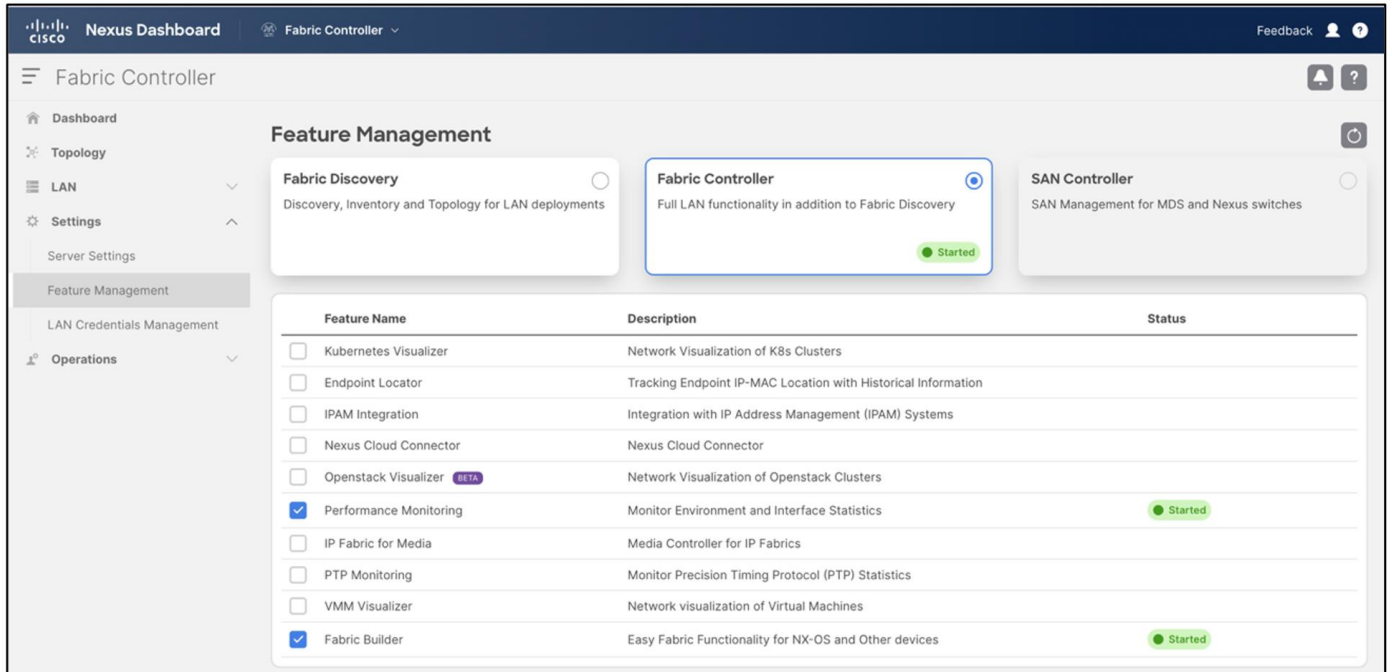 CISCO Nexus Dashboard Fabric Controller Feedback ?
Fabric Controller ?
Dashboard
Topology
LAN
Settings
Server Settings
Feature Management
LAN Credentials Management
Operations
Feature Management
Fabric Discovery
Discovery, Inventory and Topology for LAN deployments
Fabric Controller
Full LAN functionality in addition to Fabric Discovery
Started
SAN Controller
SAN Management for MDS and Nexus switches
Feature Name Description Status
Kubernetes Visualizer Network Visualization of K8s Clusters
Endpoint Locator Tracking Endpoint IP-MAC Location with Historical Information
IPAM Integration Integration with IP Address Management (IPAM) Systems
Nexus Cloud Connector Nexus Cloud Connector
Openstack Visualizer BETA Network Visualization of Openstack Clusters
Performance Monitoring Monitor Environment and Interface Statistics Started
IP Fabric for Media Media Controller for IP Fabrics
PTP Monitoring Monitor Precision Timing Protocol (PTP) Statistics
VMM Visualizer Network visualization of Virtual Machines
Fabric Builder Easy Fabric Functionality for NX-OS and Other devices Started